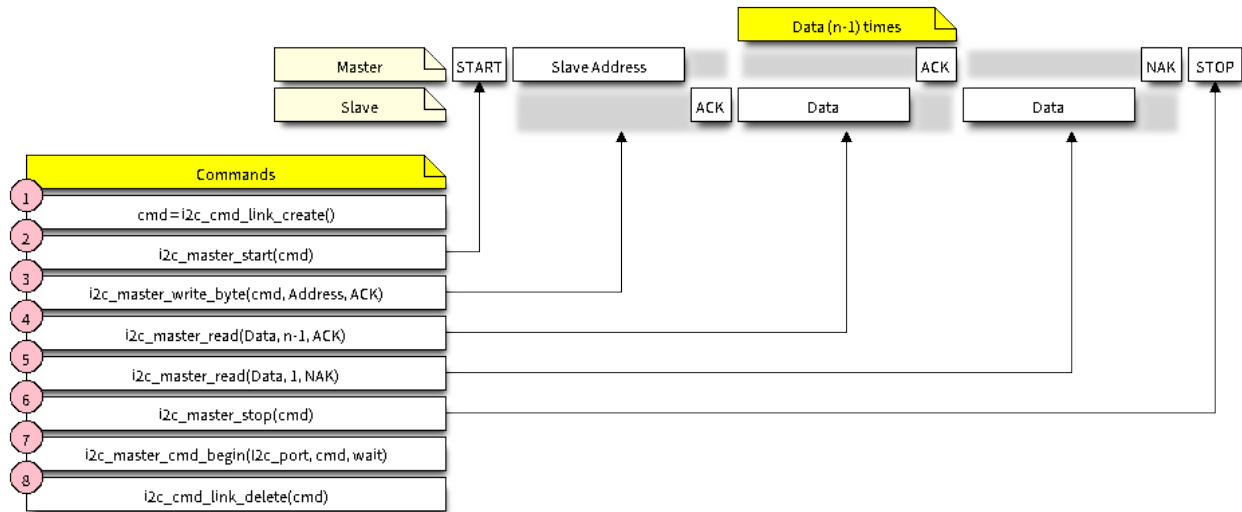 Data (n-1) times
Master START Slave Address ACK NAK STOP
Slave ACK Data Data
Commands
1
cmd = i2c_cmd_link_create()
2
i2c_master_start(cmd)
3
i2c_master_write_byte(cmd, Address, ACK)
4
i2c_master_read(Data, n-1, ACK)
5
i2c_master_read(Data, 1, NAK)
6
i2c_master_stop(cmd)
7
i2c_master_cmd_begin(I2c_port, cmd, wait)
8
i2c_cmd_link_delete(cmd)